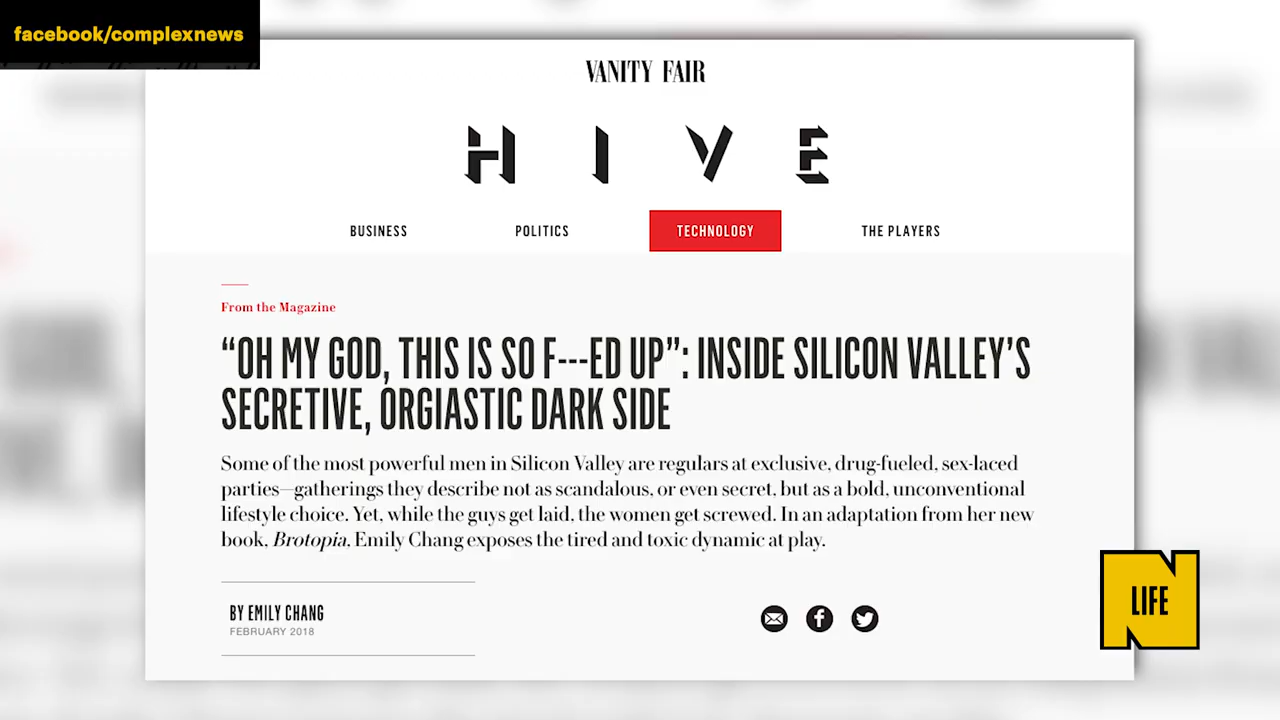 facebook/complexnews
VANITY FAIR
HIVE
BUSINESS POLITICS TECHNOLOGY THE PLAYERS
From the Magazine
“OH MY GOD, THIS IS SO F---ED UP”: INSIDE SILICON VALLEY’S
SECRETIVE, ORGIASTIC DARK SIDE
Some of the most powerful men in Silicon Valley are regulars at exclusive, drug-fueled, sex-laced
parties—gatherings they describe not as scandalous, or even secret, but as a bold, unconventional
lifestyle choice. Yet, while the guys get laid, the women get screwed. In an adaptation from her new
book, Brotopia, Emily Chang exposes the tired and toxic dynamic at play.
BY EMILY CHANG
FEBRUARY 2018
LIFE